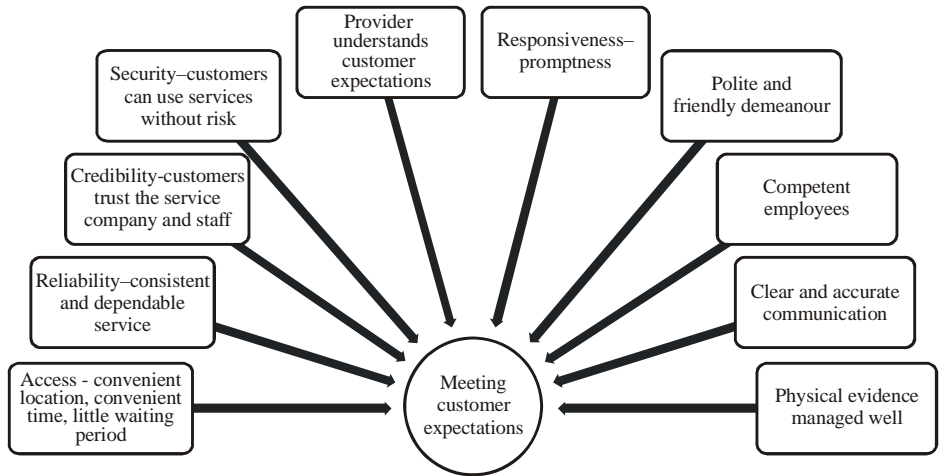 Provider
understands
customer
expectations
Responsiveness–
promptness
Security–customers
can use services
without risk
Polite and
friendly demeanour
Credibility-customers
trust the service
company and staff
Competent
employees
Reliability–consistent
and dependable
service
Clear and accurate
communication
Access - convenient
location, convenient
time, little waiting
period
Meeting
customer
expectations
Physical evidence
managed well